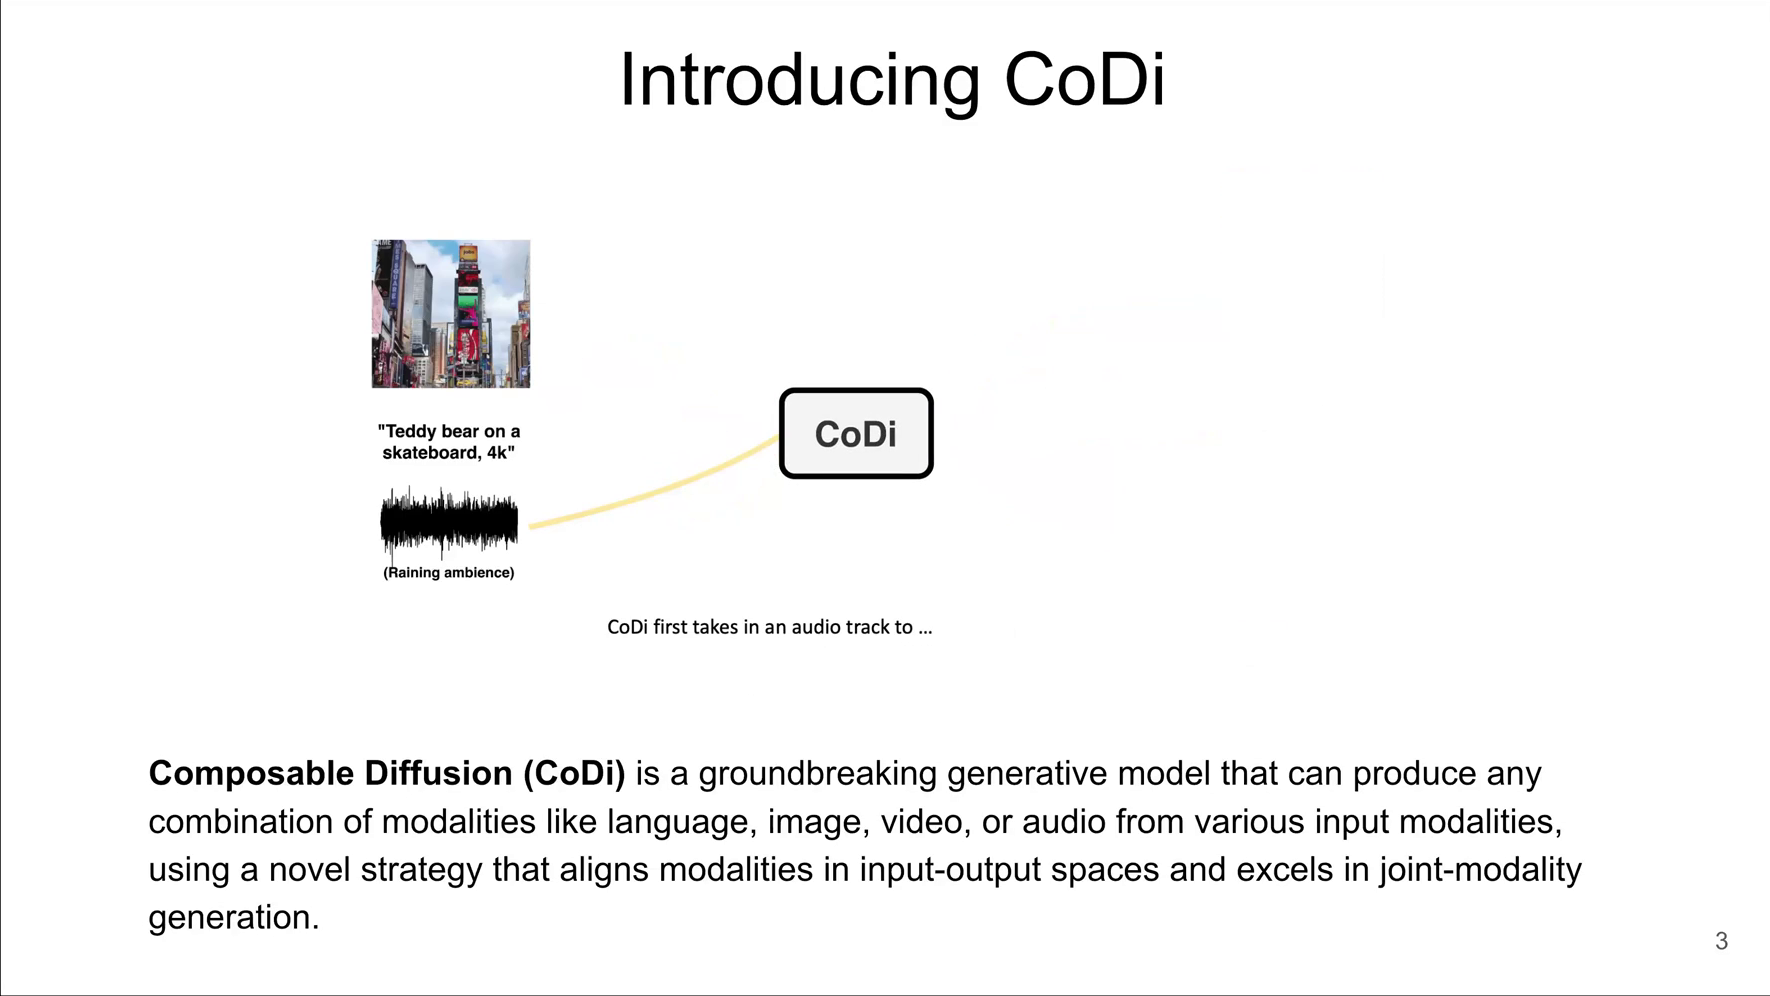 Introducing CoDi
"Teddy bear on a
skateboard, 4k"
(Raining ambience)
CoDi
CoDi first takes in an audio track to ...
Composable Diffusion (CoDi) is a groundbreaking generative model that can produce any
combination of modalities like language, image, video, or audio from various input modalities,
using a novel strategy that aligns modalities in input-output spaces and excels in joint-modality
generation.
3